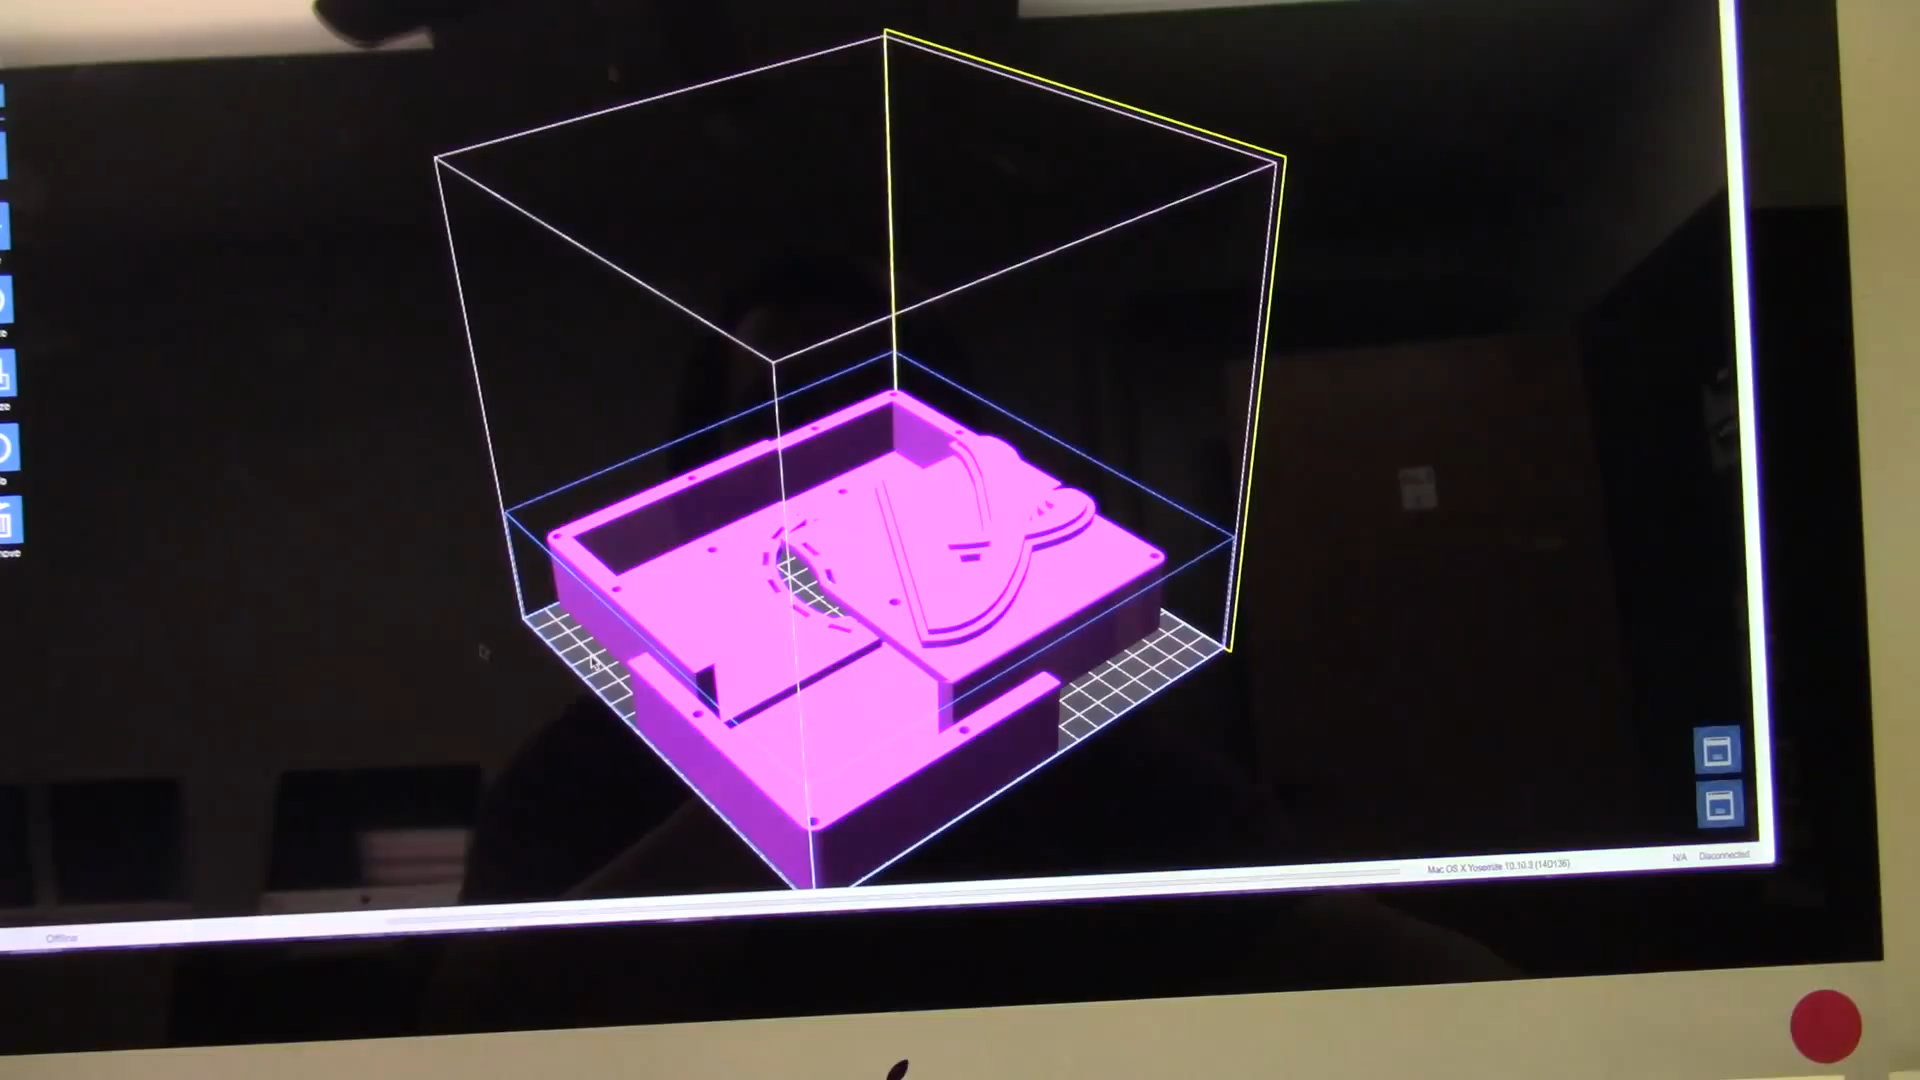 Mac OS X Yosemite 10.10.3 (14D136)
N/A
Disconnected
Offline